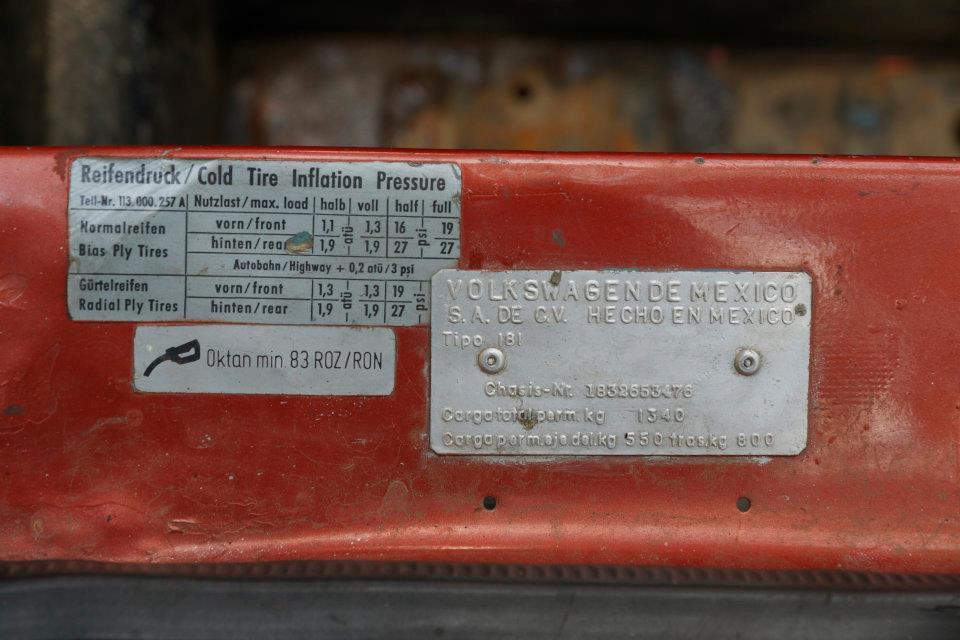 Reifendruck/Cold Tire Inflation Pressure
Teil-Nr. 113.000.257 A Nutzlast/max. load halb voll half full
Normalreifen vorn/front 1,1 atü 1,3 16 psi 19
Bias Ply Tires hinten/rear 1,9 1,9 27 27
Autobahn/Highway + 0,2 atü/3 psi
Gürtelreifen vorn/front 1,3 atü 1,3 19 psi
Radial Ply Tires hinten/rear 1,9 1,9 27
Oktan min. 83 ROZ/RON
VOLKSWAGEN DE MEXICO
S.A. DE C.V. HECHO EN MEXICO
Tipo 181
Chasis-Nr. 1832653476
Carga total perm. kg 1340
Carga perm. eje del. kg 550 tras. kg 800